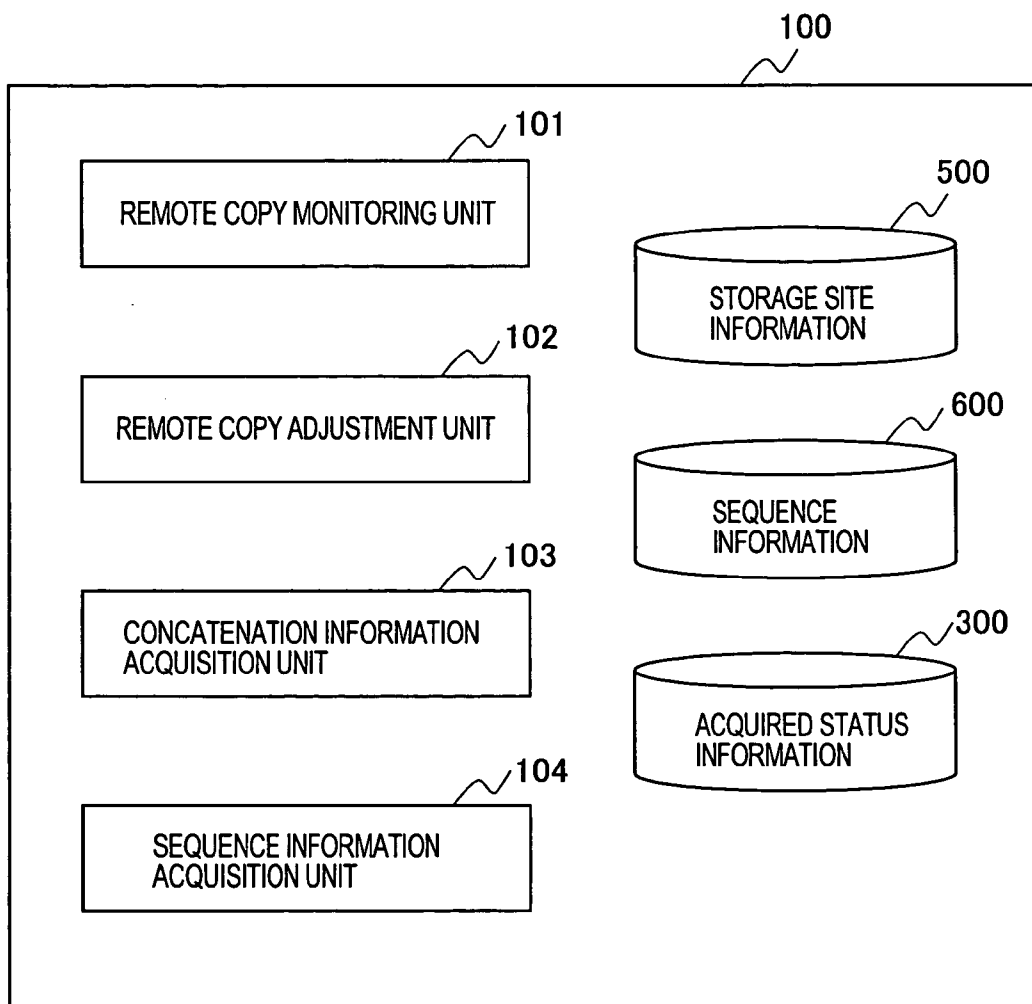 100
101
REMOTE COPY MONITORING UNIT
500
STORAGE SITE
INFORMATION
102
REMOTE COPY ADJUSTMENT UNIT
600
SEQUENCE
INFORMATION
103
CONCATENATION INFORMATION
ACQUISITION UNIT
300
ACQUIRED STATUS
INFORMATION
104
SEQUENCE INFORMATION
ACQUISITION UNIT